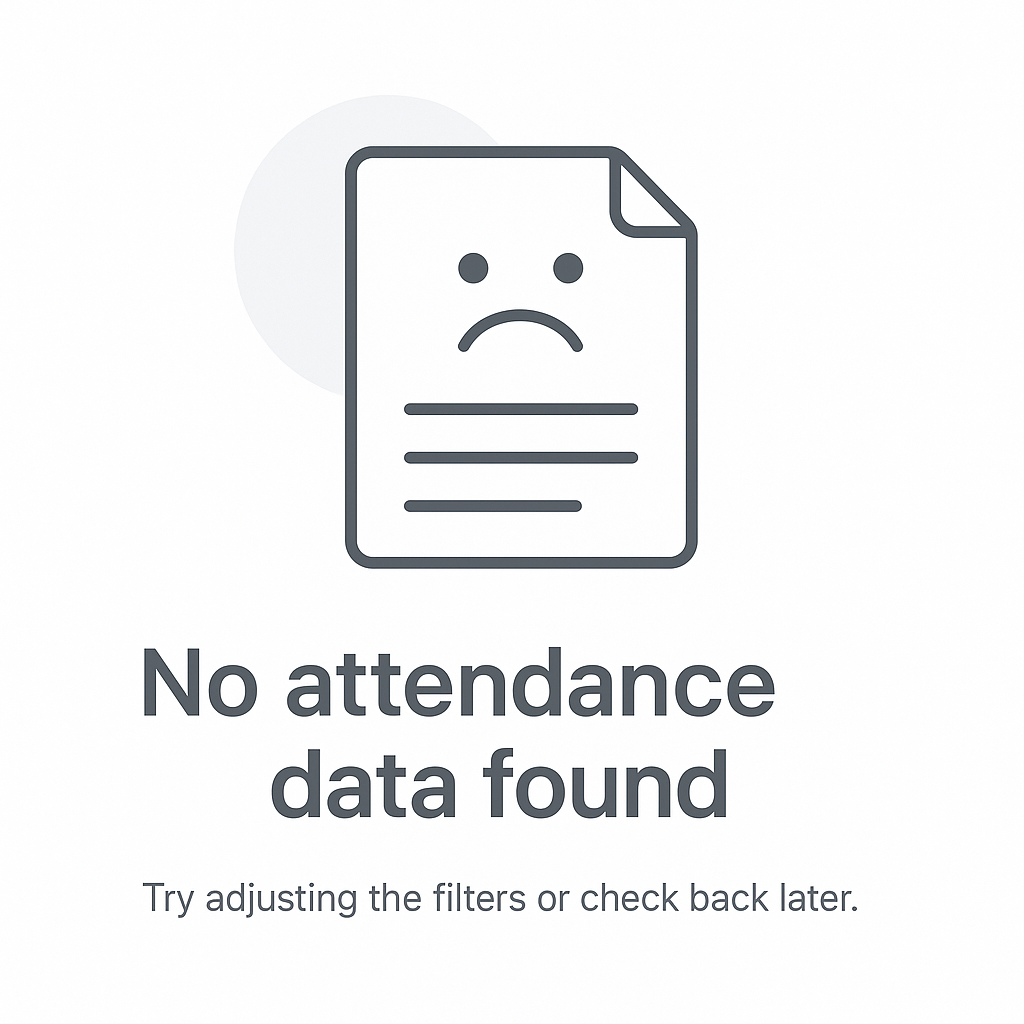 No attendance
data found
Try adjusting the filters or check back later.